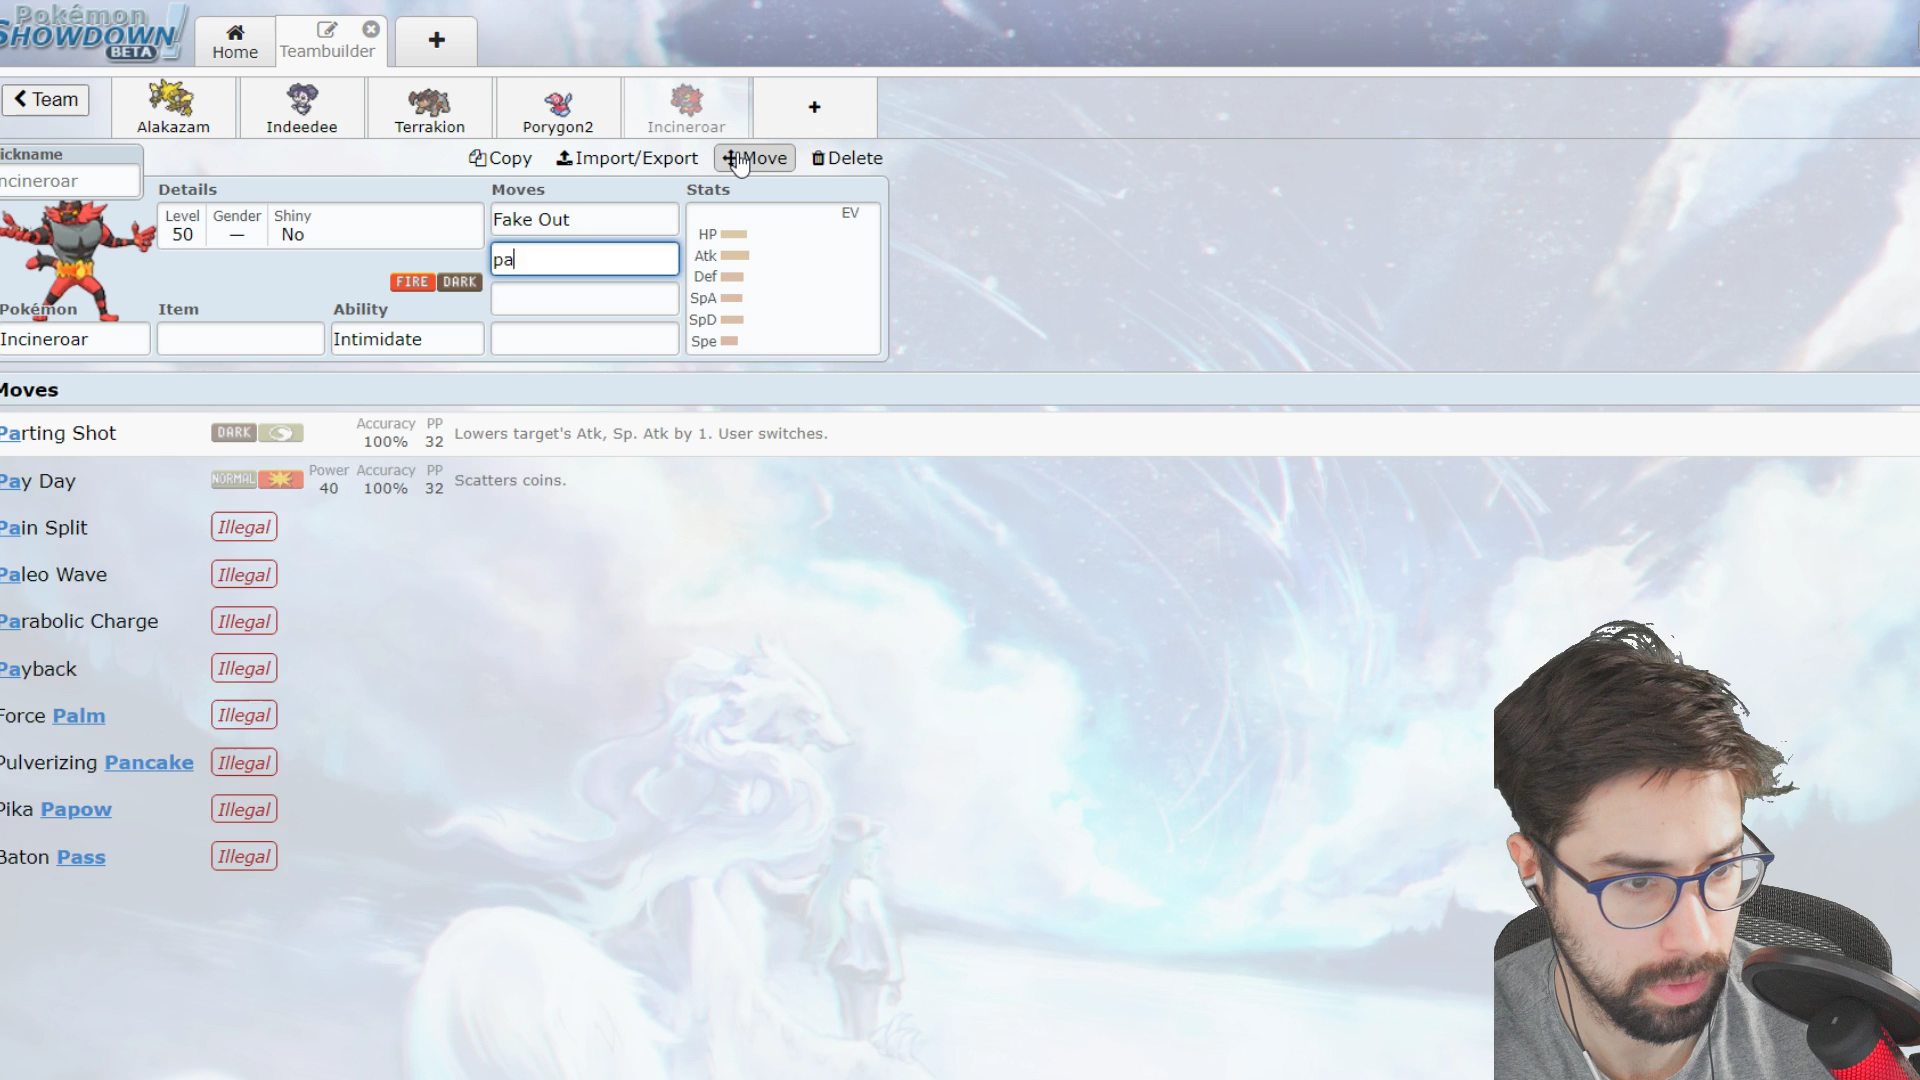 Pokémon
SHOWDOWN!
BETA
Home
Teambuilder
+
Team
Alakazam
Indeedee
Terrakion
Porygon2
Incineroar
+
ickname
ncineroar
Copy
Import/Export
Move
Delete
Details
Level
50
Gender
—
Shiny
No
FIRE DARK
Pokémon
Incineroar
Item
Ability
Intimidate
Moves
Fake Out
pa
Stats
EV
HP
Atk
Def
SpA
SpD
Spe
Moves
Parting Shot DARK Accuracy 100% PP 32 Lowers target's Atk, Sp. Atk by 1. User switches.
Pay Day NORMAL Power 40 Accuracy 100% PP 32 Scatters coins.
Pain Split Illegal
Paleo Wave Illegal
Parabolic Charge Illegal
Payback Illegal
Force Palm Illegal
Pulverizing Pancake Illegal
Pika Papow Illegal
Baton Pass Illegal